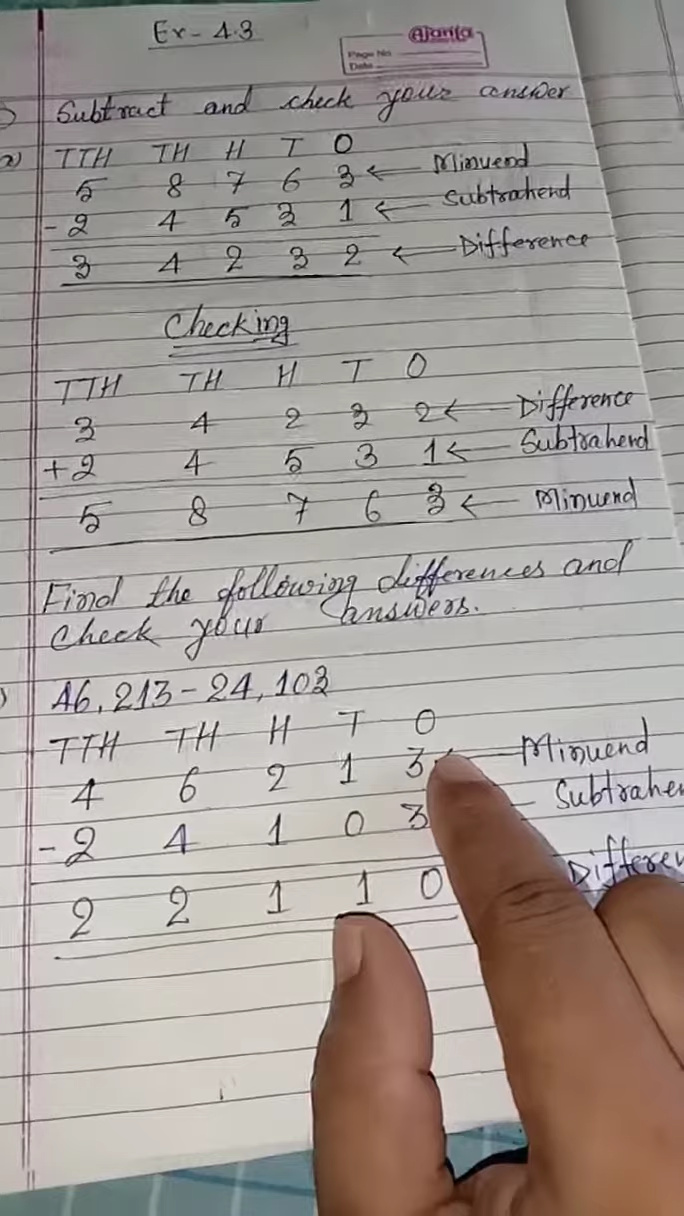 Ex - 4.3
Ajanta
Page No.
Date
Subtract and check your answer
a) TTH TH H T O
5 8 7 6 3 ← Minuend
- 2 4 5 3 1 ← Subtrahend
3 4 2 3 2 ← Difference
Checking
TTH TH H T O
3 4 2 3 2 ← Difference
+ 2 4 5 3 1 ← Subtrahend
5 8 7 6 3 ← Minuend
Find the following differences and
Check your answers.
46,213 - 24,103
TTH TH H T O
4 6 2 1 3 ← Minuend
- 2 4 1 0 3
2 2 1 1 0